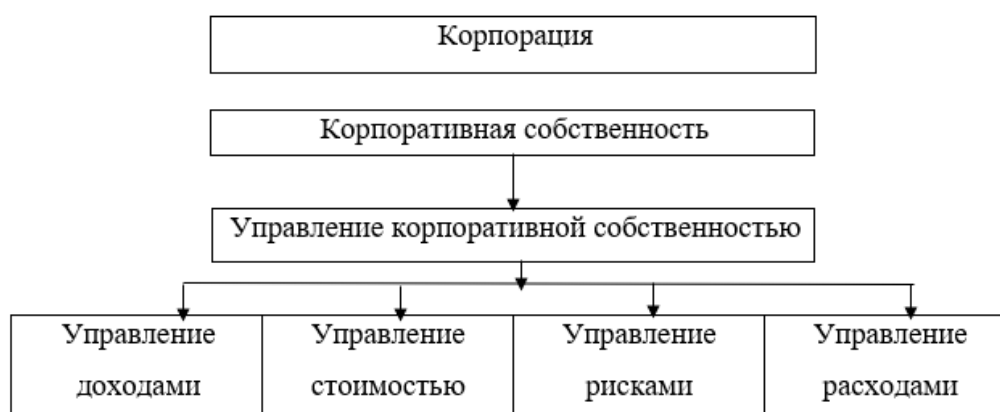 Корпорация
Корпоративная собственность
Управление корпоративной собственностью
Управление доходами
Управление стоимостью
Управление рисками
Управление расходами